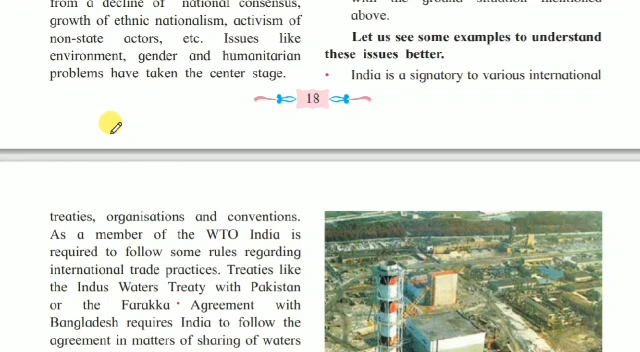 from a decline of national consensus,
growth of ethnic nationalism, activism of
non-state actors, etc. Issues like
environment, gender and humanitarian
problems have taken the center stage.
with the ground situation mentioned
above.
Let us see some examples to understand
these issues better.
• India is a signatory to various international
18
treaties, organisations and conventions.
As a member of the WTO India is
required to follow some rules regarding
international trade practices. Treaties like
the Indus Waters Treaty with Pakistan
or the Farakka • Agreement with
Bangladesh requires India to follow the
agreement in matters of sharing of waters